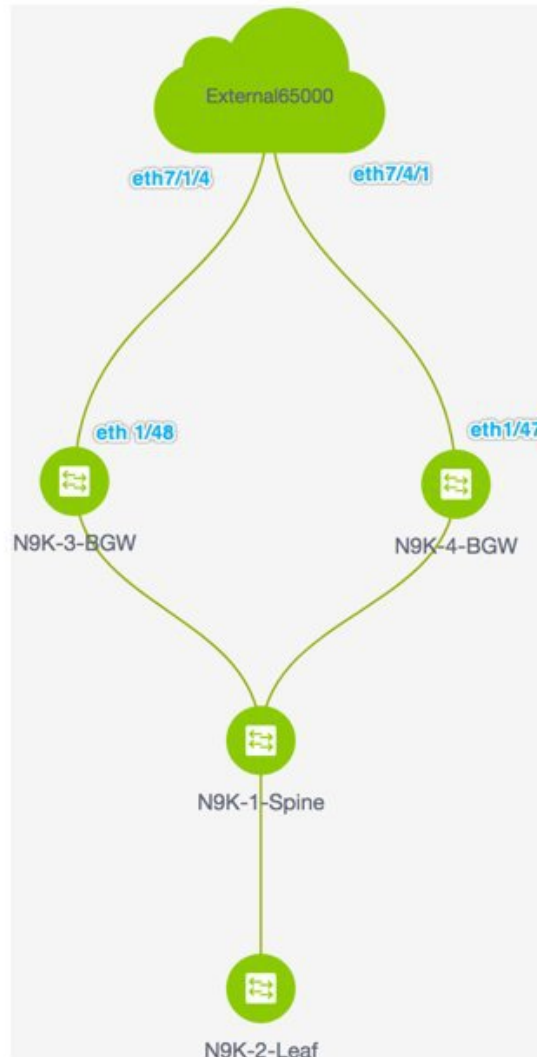 External65000
eth7/1/4
eth7/4/1
eth 1/48
eth1/47
N9K-3-BGW
N9K-4-BGW
N9K-1-Spine
N9K-2-Leaf